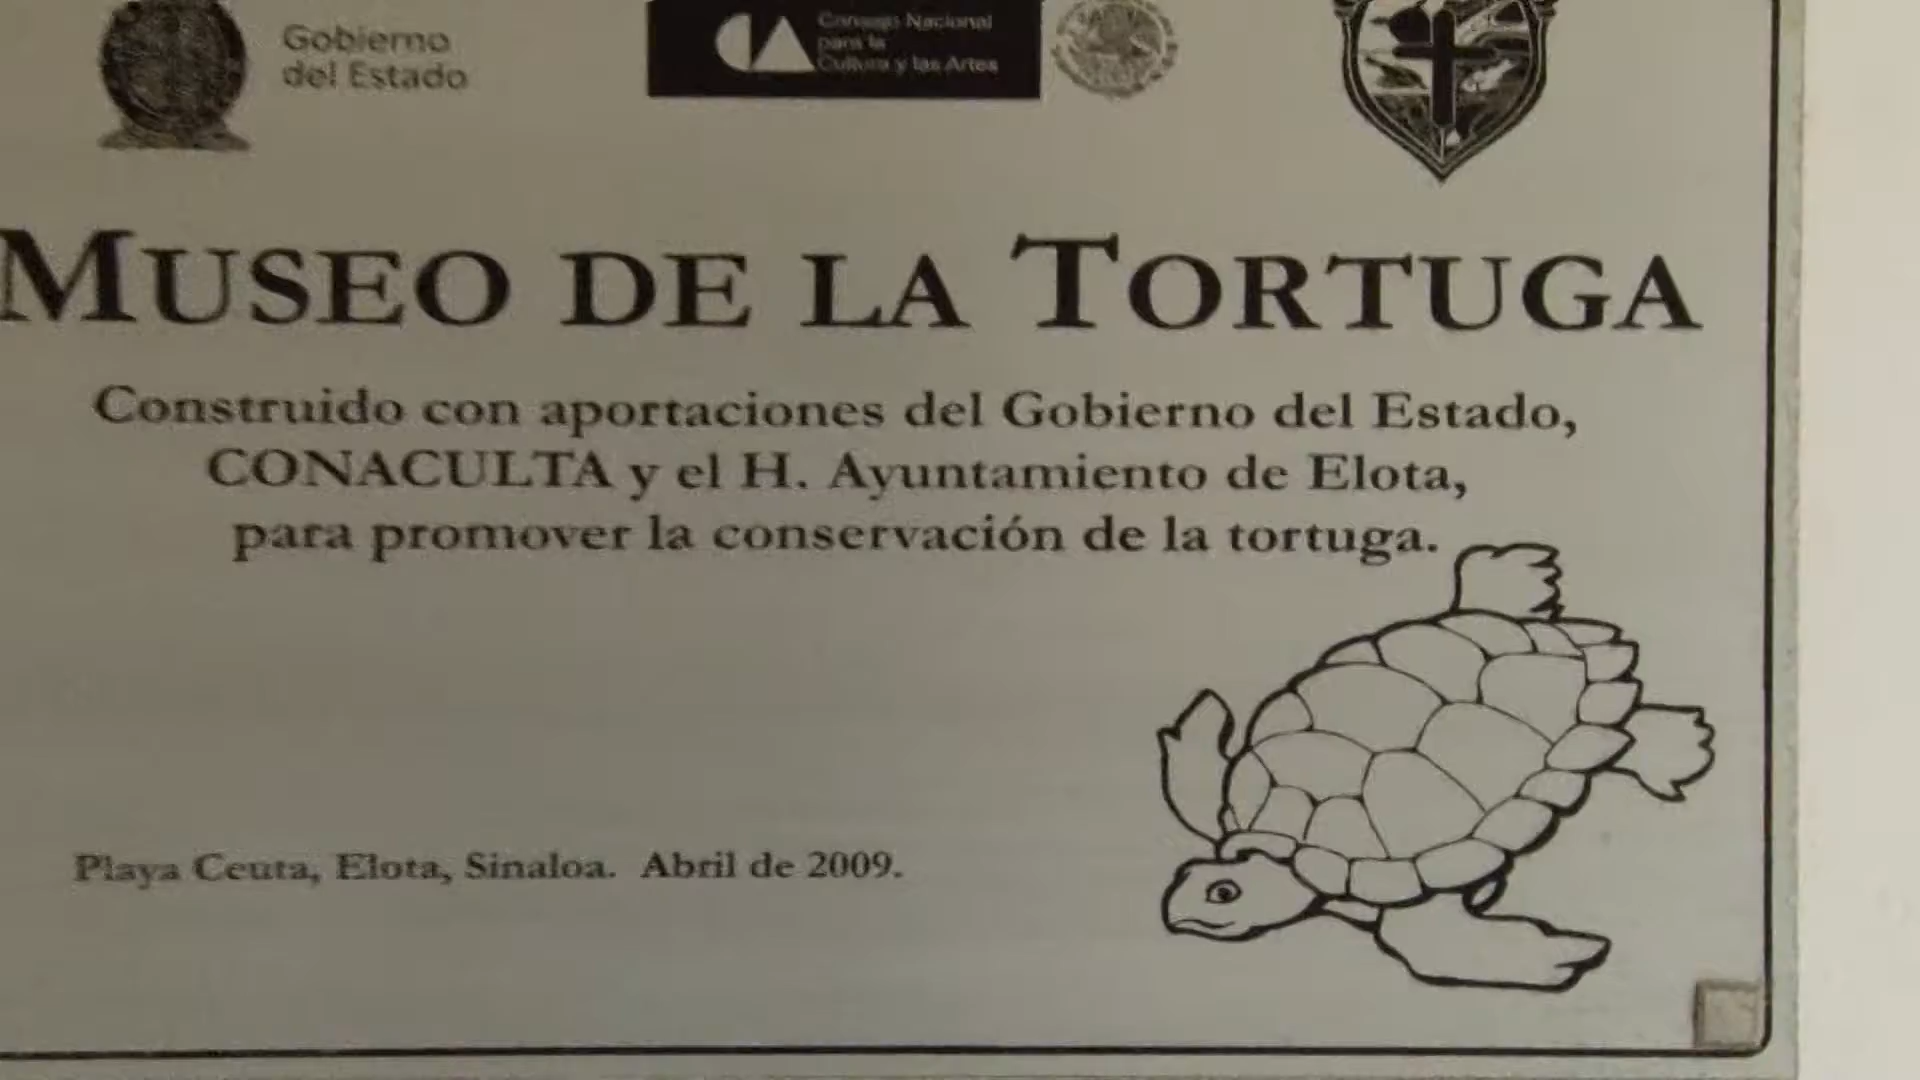 Gobierno
del Estado
Consejo Nacional
para la
Cultura y las Artes
MUSEO DE LA TORTUGA
Construido con aportaciones del Gobierno del Estado,
CONACULTA y el H. Ayuntamiento de Elota,
para promover la conservación de la tortuga.
Playa Ceuta, Elota, Sinaloa. Abril de 2009.